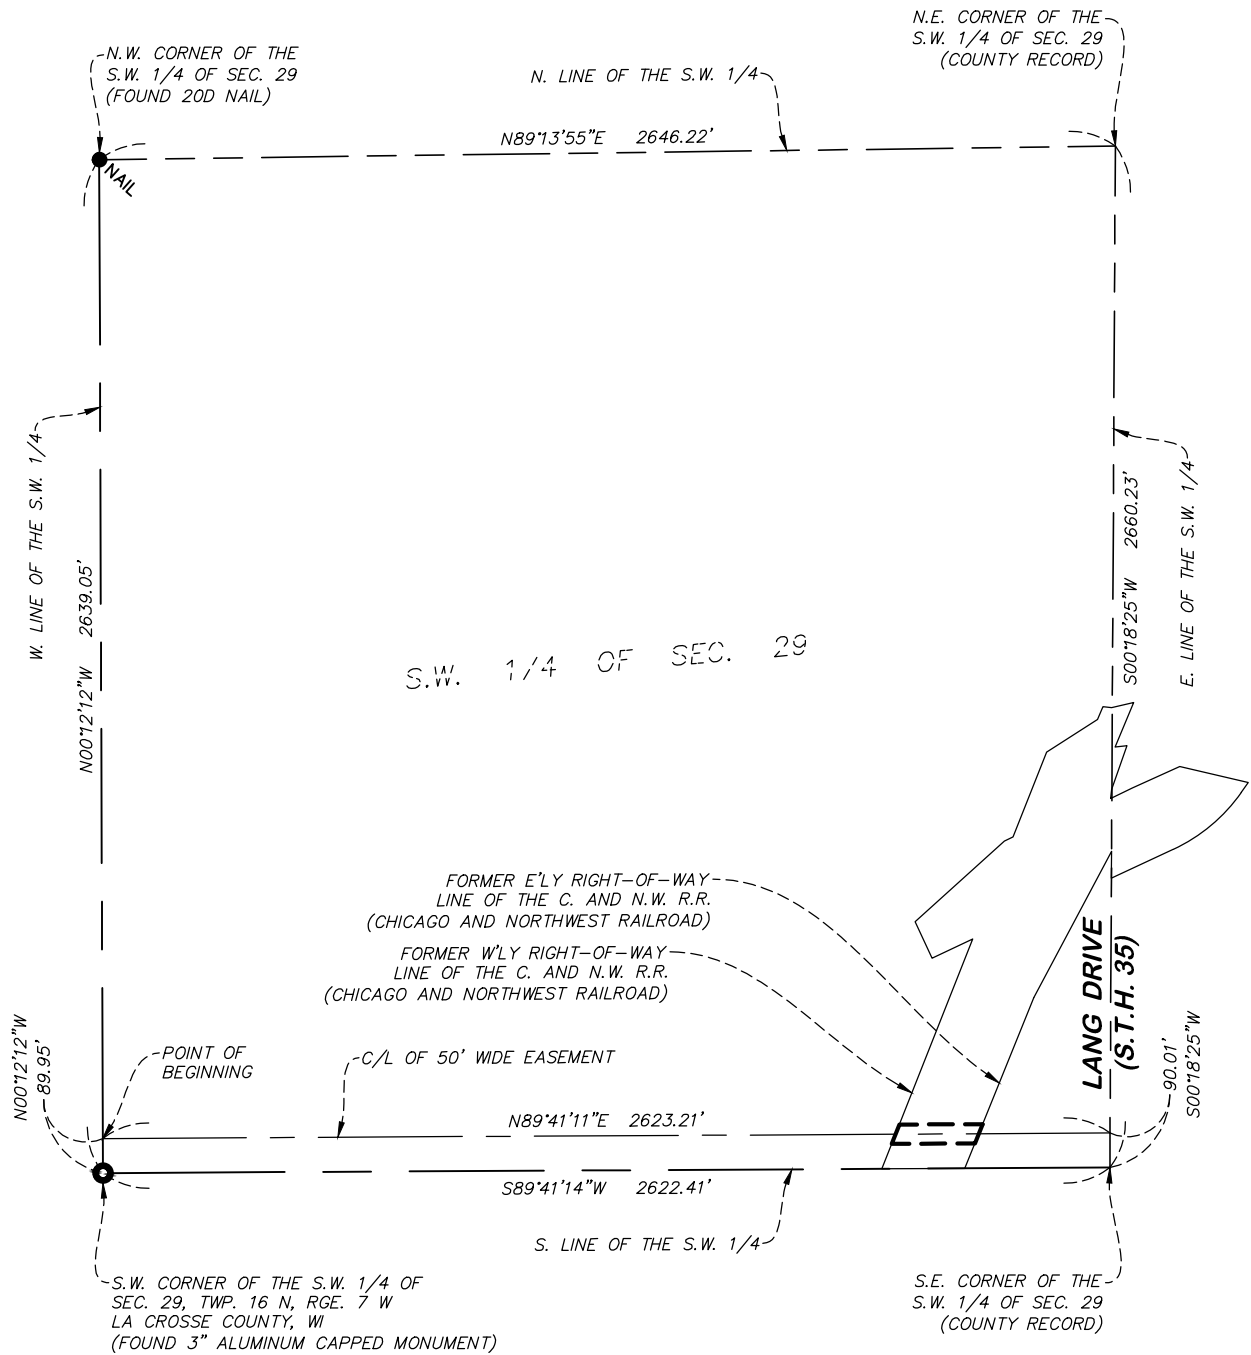 N.W. CORNER OF THE
S.W. 1/4 OF SEC. 29
(FOUND 20D NAIL)
N. LINE OF THE S.W. 1/4
N.E. CORNER OF THE
S.W. 1/4 OF SEC. 29
(COUNTY RECORD)
N89°13'55"E 2646.22'
NAIL
W. LINE OF THE S.W. 1/4
N00°12'12"W 2639.05'
S.W. 1/4 OF SEC. 29
S00°18'25"W 2660.23'
E. LINE OF THE S.W. 1/4
FORMER E'LY RIGHT-OF-WAY
LINE OF THE C. AND N.W. R.R.
(CHICAGO AND NORTHWEST RAILROAD)
FORMER W'LY RIGHT-OF-WAY
LINE OF THE C. AND N.W. R.R.
(CHICAGO AND NORTHWEST RAILROAD)
LANG DRIVE
(S.T.H. 35)
N00°12'12"W
89.95'
POINT OF
BEGINNING
C/L OF 50' WIDE EASEMENT
90.01'
S00°18'25"W
N89°41'11"E 2623.21'
S89°41'14"W 2622.41'
S. LINE OF THE S.W. 1/4
S.W. CORNER OF THE S.W. 1/4 OF
SEC. 29, TWP. 16 N, RGE. 7 W
LA CROSSE COUNTY, WI
(FOUND 3" ALUMINUM CAPPED MONUMENT)
S.E. CORNER OF THE
S.W. 1/4 OF SEC. 29
(COUNTY RECORD)